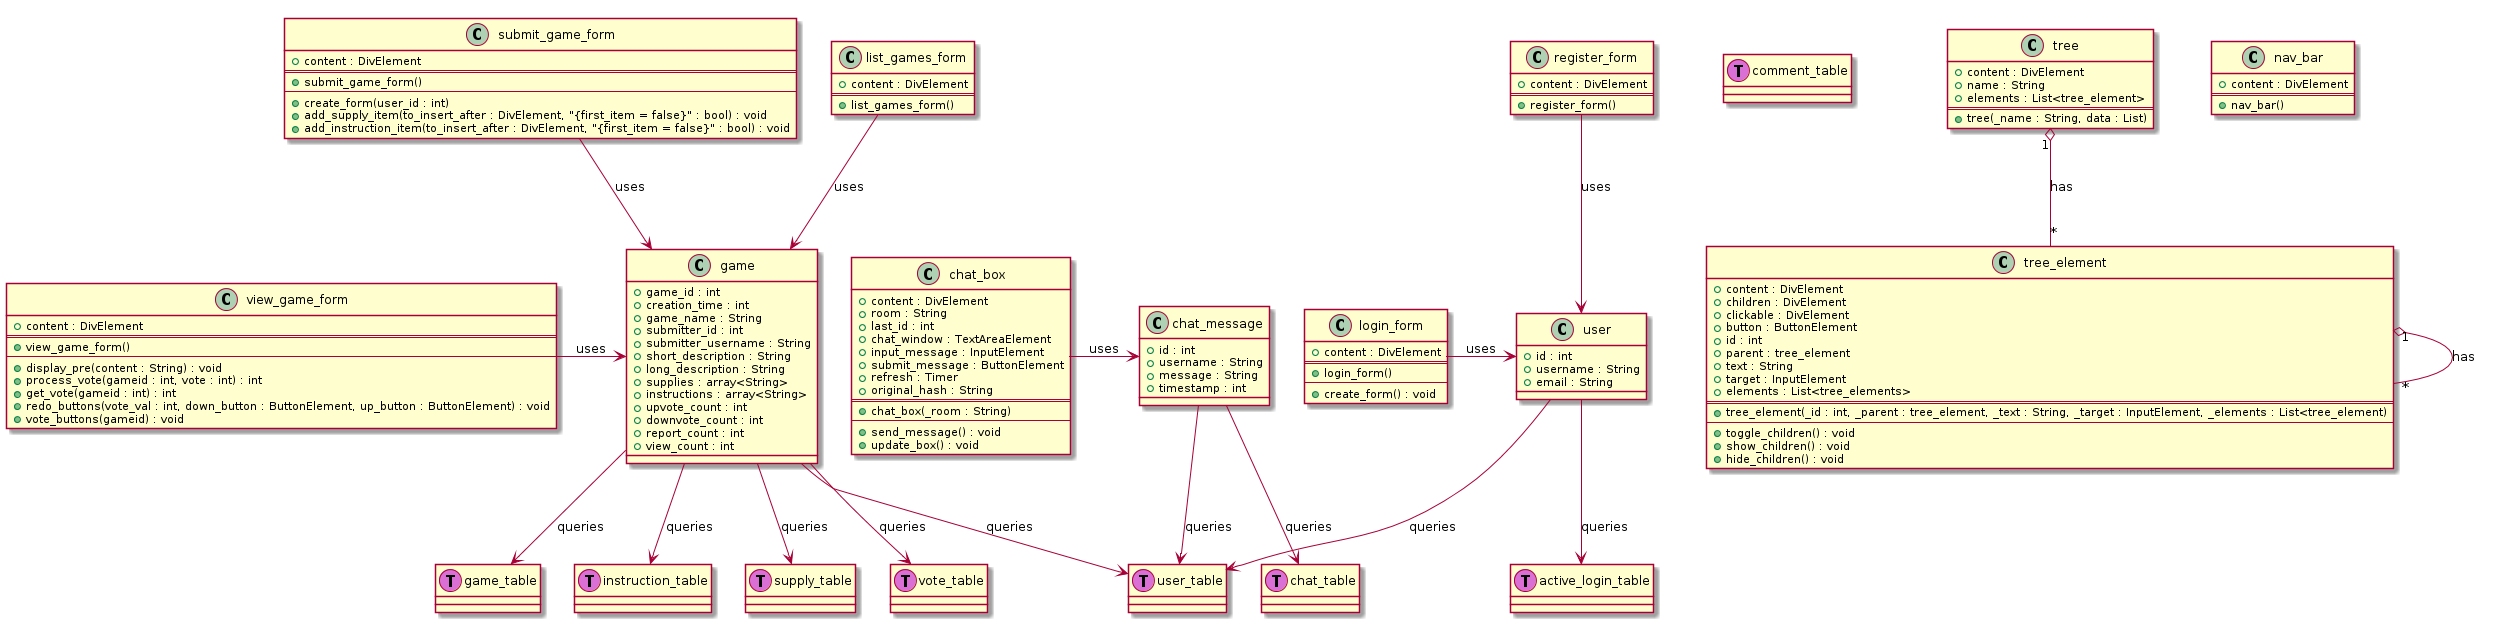 C submit_game_form
content : DivElement
submit_game_form()
create_form(user_id : int)
add_supply_item(to_insert_after : DivElement, "{first_item = false}" : bool) : void
add_instruction_item(to_insert_after : DivElement, "{first_item = false}" : bool) : void
C list_games_form
content : DivElement
list_games_form()
C register_form
content : DivElement
register_form()
T comment_table
C tree
content : DivElement
name : String
elements : List<tree_element>
tree(_name : String, data : List)
C nav_bar
content : DivElement
nav_bar()
uses
uses
uses
1
has
*
C view_game_form
content : DivElement
view_game_form()
display_pre(content : String) : void
process_vote(gameid : int, vote : int) : int
get_vote(gameid : int) : int
redo_buttons(vote_val : int, down_button : ButtonElement, up_button : ButtonElement) : void
vote_buttons(gameid) : void
uses
C game
game_id : int
creation_time : int
game_name : String
submitter_id : int
submitter_username : String
short_description : String
long_description : String
supplies : array<String>
instructions : array<String>
upvote_count : int
downvote_count : int
report_count : int
view_count : int
C chat_box
content : DivElement
room : String
last_id : int
chat_window : TextAreaElement
input_message : InputElement
submit_message : ButtonElement
refresh : Timer
original_hash : String
chat_box(_room : String)
send_message() : void
update_box() : void
uses
C chat_message
id : int
username : String
message : String
timestamp : int
C login_form
content : DivElement
login_form()
create_form() : void
uses
C user
id : int
username : String
email : String
C tree_element
content : DivElement
children : DivElement
clickable : DivElement
button : ButtonElement
id : int
parent : tree_element
text : String
target : InputElement
elements : List<tree_elements>
tree_element(_id : int, _parent : tree_element, _text : String, _target : InputElement, _elements : List<tree_element)
toggle_children() : void
show_children() : void
hide_children() : void
1
has
*
queries
queries
queries
queries
queries
queries
queries
queries
queries
T game_table
T instruction_table
T supply_table
T vote_table
T user_table
T chat_table
T active_login_table